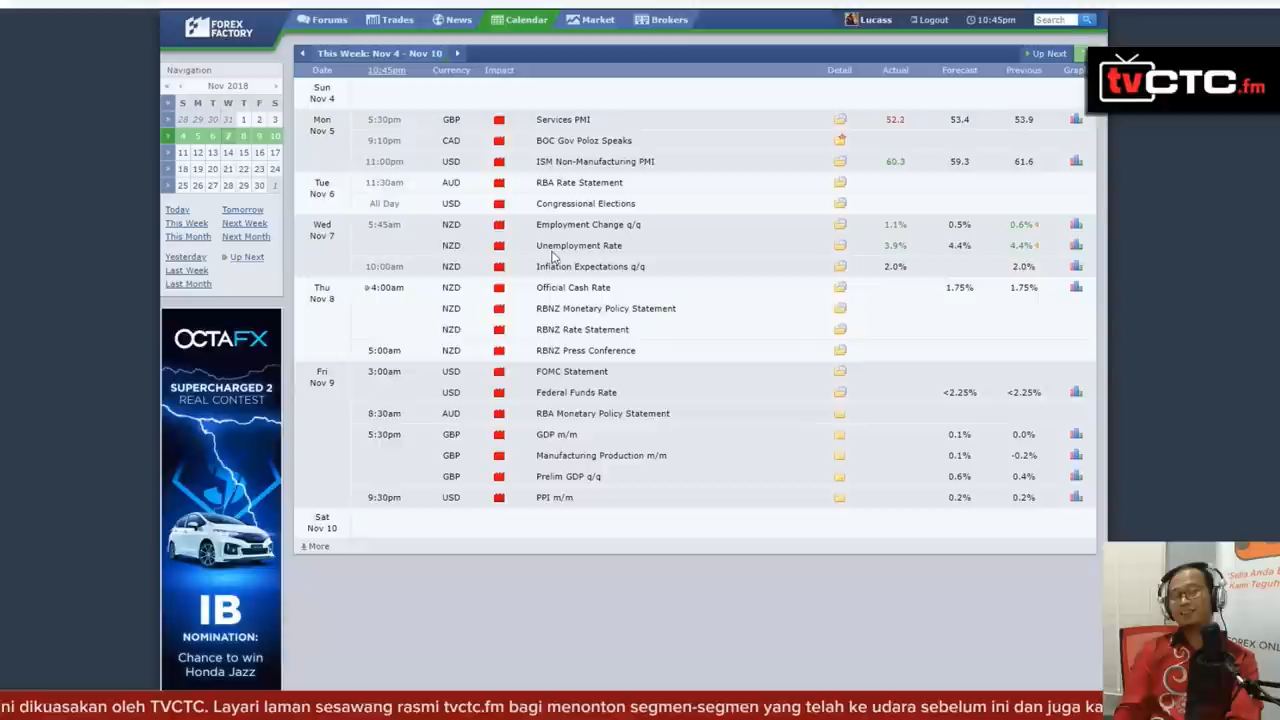 FOREX
FACTORY
Forums
Trades
News
Calendar
Market
Brokers
Lucass
Logout
10:45pm
Search
Navigation
« ‹ Nov 2018 ›
S M T W T F S
28 29 30 31 1 2 3
4 5 6 7 8 9 10
11 12 13 14 15 16 17
18 19 20 21 22 23 24
25 26 27 28 29 30 1
Today Tomorrow
This Week Next Week
This Month Next Month
Yesterday Up Next
Last Week
Last Month
OCTAFX
SUPERCHARGED 2
REAL CONTEST
IB
NOMINATION:
Chance to win
Honda Jazz
This Week: Nov 4 - Nov 10
Up Next
Date 10:45pm Currency Impact Detail Actual Forecast Previous Grap
Sun
Nov 4
Mon
Nov 5
5:30pm GBP Services PMI 52.2 53.4 53.9
9:10pm CAD BOC Gov Poloz Speaks
11:00pm USD ISM Non-Manufacturing PMI 60.3 59.3 61.6
Tue
Nov 6
11:30am AUD RBA Rate Statement
All Day USD Congressional Elections
Wed
Nov 7
5:45am NZD Employment Change q/q 1.1% 0.5% 0.6%
NZD Unemployment Rate 3.9% 4.4% 4.4%
10:00am NZD Inflation Expectations q/q 2.0% 2.0%
Thu
Nov 8
4:00am NZD Official Cash Rate 1.75% 1.75%
NZD RBNZ Monetary Policy Statement
NZD RBNZ Rate Statement
5:00am NZD RBNZ Press Conference
Fri
Nov 9
3:00am USD FOMC Statement
USD Federal Funds Rate <2.25% <2.25%
8:30am AUD RBA Monetary Policy Statement
5:30pm GBP GDP m/m 0.1% 0.0%
GBP Manufacturing Production m/m 0.1% -0.2%
GBP Prelim GDP q/q 0.6% 0.4%
9:30pm USD PPI m/m 0.2% 0.2%
Sat
Nov 10
More
tvCTC.fm
"Setia Anda
Kami Teguh
FOREX ONL
ni dikuasakan oleh TVCTC. Layari laman sesawang rasmi tvctc.fm bagi menonton segmen-segmen yang telah ke udara sebelum ini dan juga ka